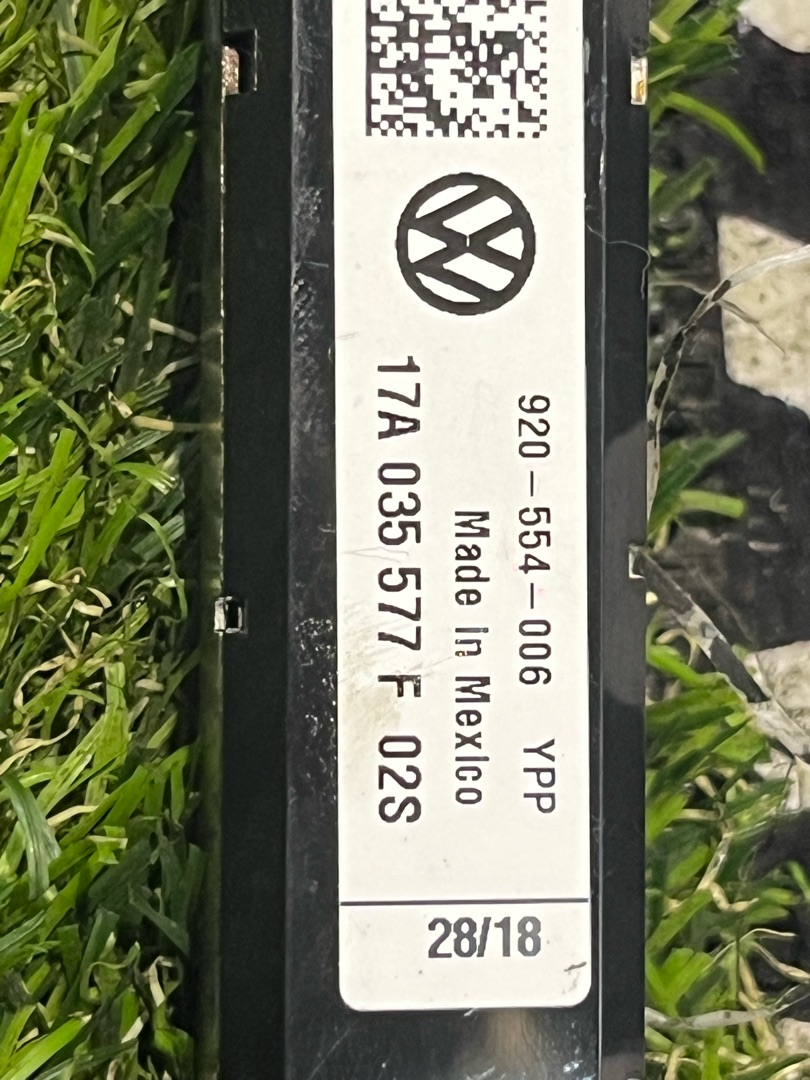 920-554-006 YPP
Made in Mexico
17A 035 577 F 02S
28/18